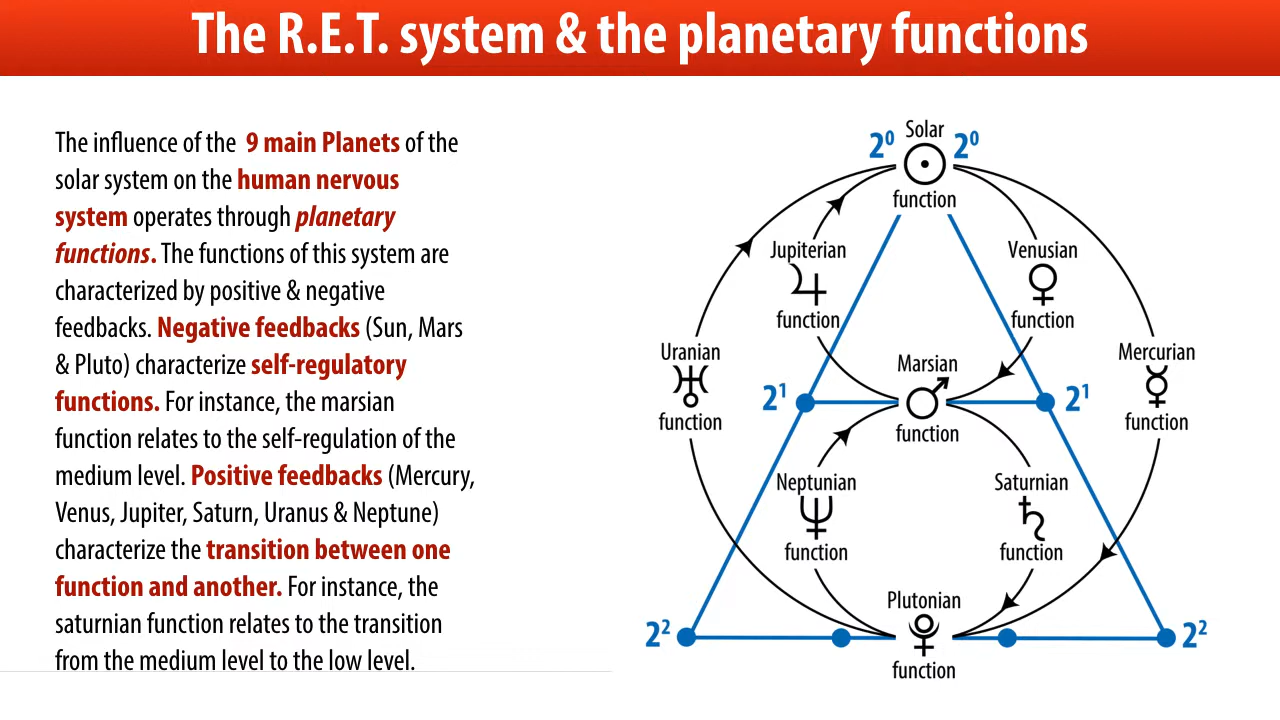 The R.E.T. system & the planetary functions
The influence of the 9 main Planets of the
solar system on the human nervous
system operates through planetary
functions. The functions of this system are
characterized by positive & negative
feedbacks. Negative feedbacks (Sun, Mars
& Pluto) characterize self-regulatory
functions. For instance, the marsian
function relates to the self-regulation of the
medium level. Positive feedbacks (Mercury,
Venus, Jupiter, Saturn, Uranus & Neptune)
characterize the transition between one
function and another. For instance, the
saturnian function relates to the transition
from the medium level to the low level.
2⁰
Solar
function
2⁰
Jupiterian
function
Venusian
function
Uranian
function
Marsian
function
Mercurian
function
2¹
2¹
Neptunian
function
Saturnian
function
Plutonian
function
2²
2²